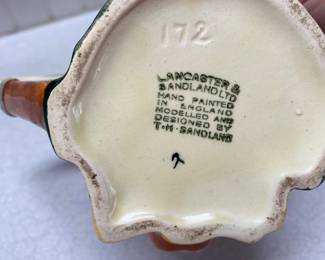 172
LANCASTER &
SANDLAND LTD
HAND PAINTED
IN ENGLAND
MODELLED AND
DESIGNED BY
T·H·SANDLAND